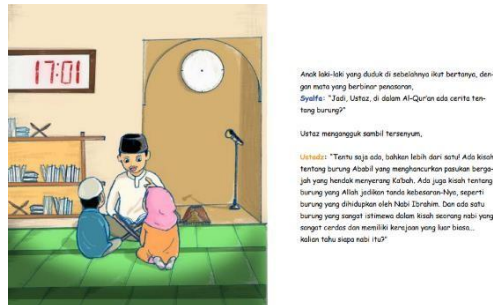 17:01
Anak laki-laki yang duduk di sebelahnya ikut bertanya, den-
gan mata yang berbinar penasaran,
Syaifa: "Jadi, Ustaz, di dalam Al-Qur'an ada cerita ten-
tang burung?"
Ustaz mengangguk sambil tersenyum,
Ustadz: "Tentu saja ada, bahkan lebih dari satu! Ada kisah
tentang burung Ababil yang menghancurkan pasukan berga-
jah yang hendak menyerang Ka'bah. Ada juga kisah tentang
burung yang Allah jadikan tanda kebesaran-Nya, seperti
burung yang dihidupkan oleh Nabi Ibrahim. Dan ada satu
burung yang sangat istimewa dalam kisah seorang nabi yang
sangat cerdas dan memiliki kerajaan yang luar biasa...
kalian tahu siapa nabi itu?"